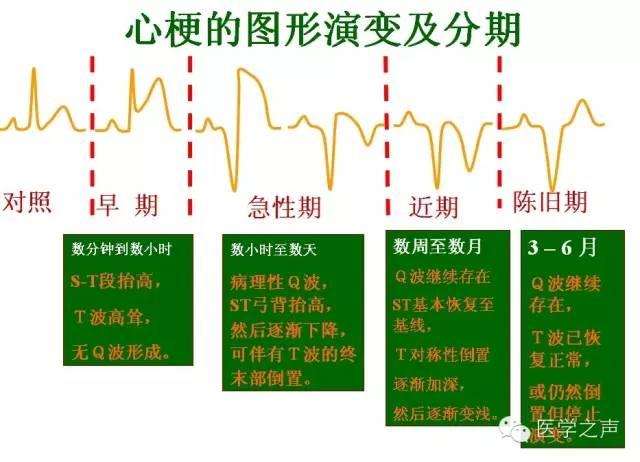 心梗的图形演变及分期
对照
早 期
急性期
近期
陈旧期
数分钟到数小时
S-T段抬高，
T波高耸，
无Q波形成。
数小时至数天
病理性Q波，
ST弓背抬高，
然后逐渐下降，
可伴有T波的终
末部倒置。
数周至数月
Q波继续存在
ST基本恢复至
基线，
T对称性倒置
逐渐加深，
然后逐渐变浅。
3 – 6 月
Q波继续
存在，
T波已恢
复正常，
或仍然倒
置但停止
演变。
医学之声